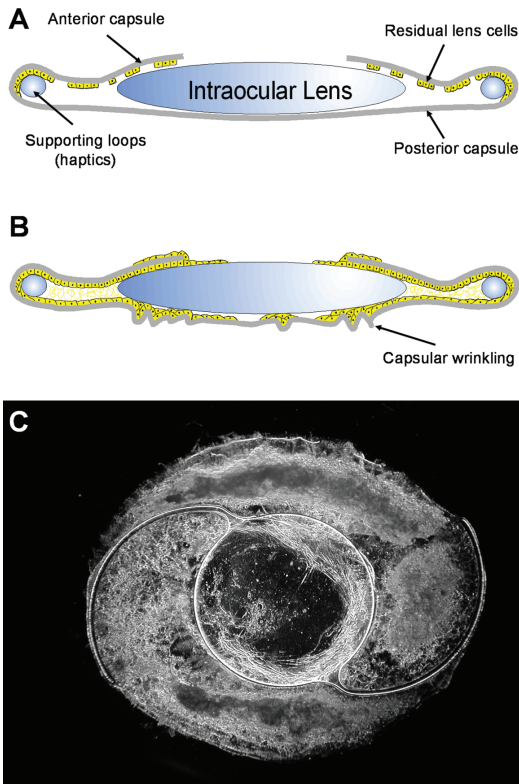 A
Anterior capsule
Residual lens cells
Intraocular Lens
Supporting loops
(haptics)
Posterior capsule
B
Capsular wrinkling
C